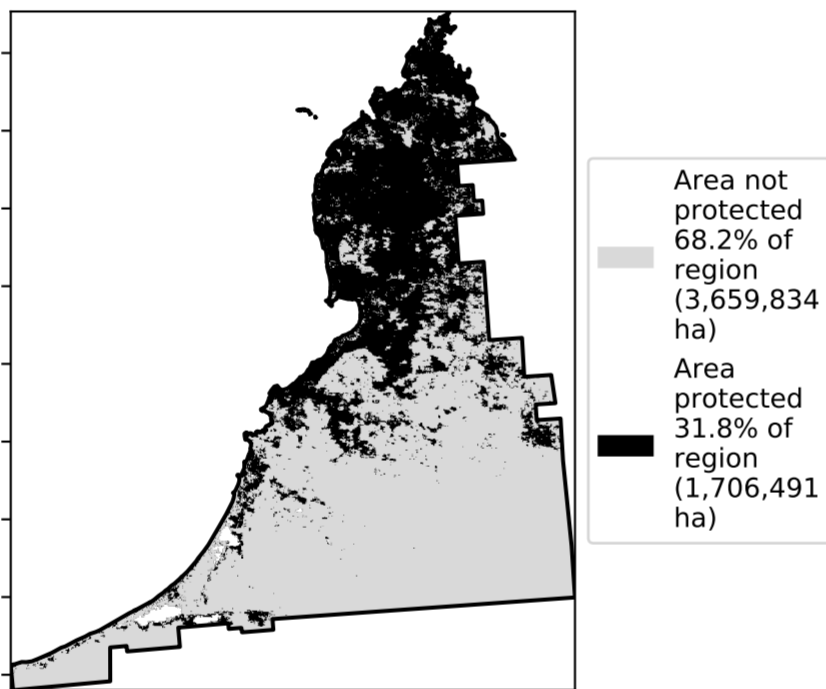 Area not
protected
68.2% of
region
(3,659,834
ha)
Area
protected
31.8% of
region
(1,706,491
ha)